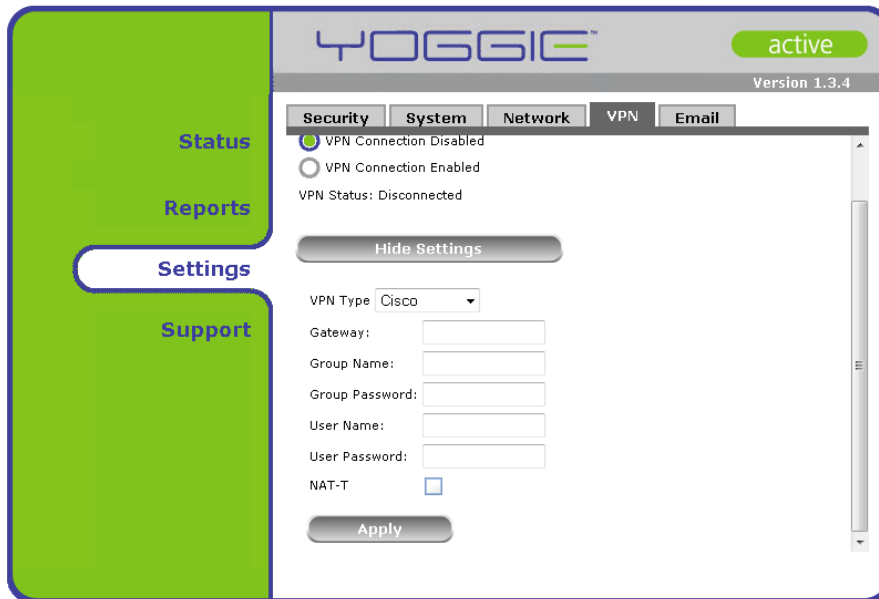 YOGGIE™
active
Version 1.3.4
Security System Network VPN Email
Status
Reports
Settings
Support
VPN Connection Disabled
VPN Connection Enabled
VPN Status: Disconnected
Hide Settings
VPN Type Cisco
Gateway:
Group Name:
Group Password:
User Name:
User Password:
NAT-T
Apply